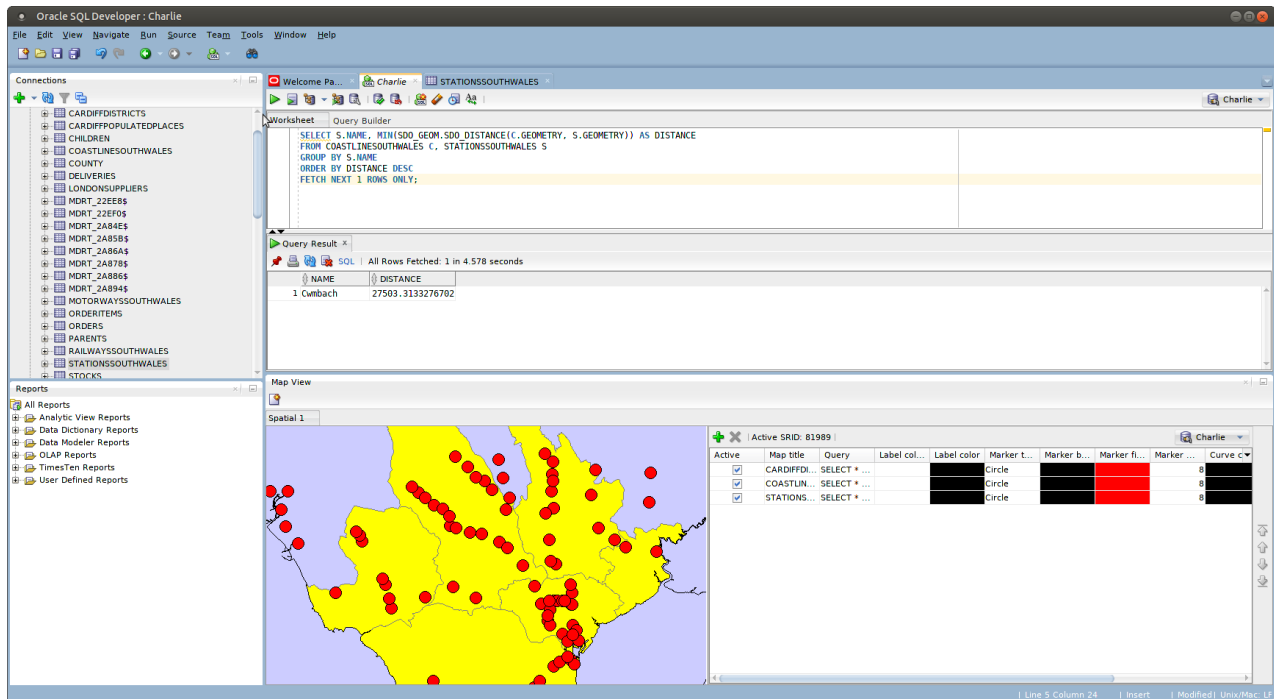 Oracle SQL Developer : Charlie
File Edit View Navigate Run Source Team Tools Window Help
Connections
CARDIFFDISTRICTS
CARDIFFPOPULATEDPLACES
CHILDREN
COASTLINESOUTHWALES
COUNTY
DELIVERIES
LONDONSUPPLIERS
MDRT_22EE8$
MDRT_22EF0$
MDRT_2A84E$
MDRT_2A85B$
MDRT_2A86A$
MDRT_2A878$
MDRT_2A886$
MDRT_2A894$
MOTORWAYSSOUTHWALES
ORDERITEMS
ORDERS
PARENTS
RAILWAYSSOUTHWALES
STATIONSSOUTHWALES
STOCKS
Reports
All Reports
Analytic View Reports
Data Dictionary Reports
Data Modeler Reports
OLAP Reports
TimesTen Reports
User Defined Reports
Welcome Pa... Charlie STATIONSSOUTHWALES
Charlie
Worksheet Query Builder
SELECT S.NAME, MIN(SDO_GEOM.SDO_DISTANCE(C.GEOMETRY, S.GEOMETRY)) AS DISTANCE
FROM COASTLINESOUTHWALES C, STATIONSSOUTHWALES S
GROUP BY S.NAME
ORDER BY DISTANCE DESC
FETCH NEXT 1 ROWS ONLY;
Query Result x
SQL | All Rows Fetched: 1 in 4.578 seconds
NAME DISTANCE
1 Cwmbach 27503.3133276702
Map View
Spatial 1
Active SRID: 81989
Charlie
Active Map title Query Label col... Label color Marker t... Marker b... Marker fi... Marker ... Curve c
CARDIFFDI... SELECT * ... Circle 8
COASTLIN... SELECT * ... Circle 8
STATIONS... SELECT * ... Circle 8
| Line 5 Column 24 | Insert | Modified | Unix/Mac: LF